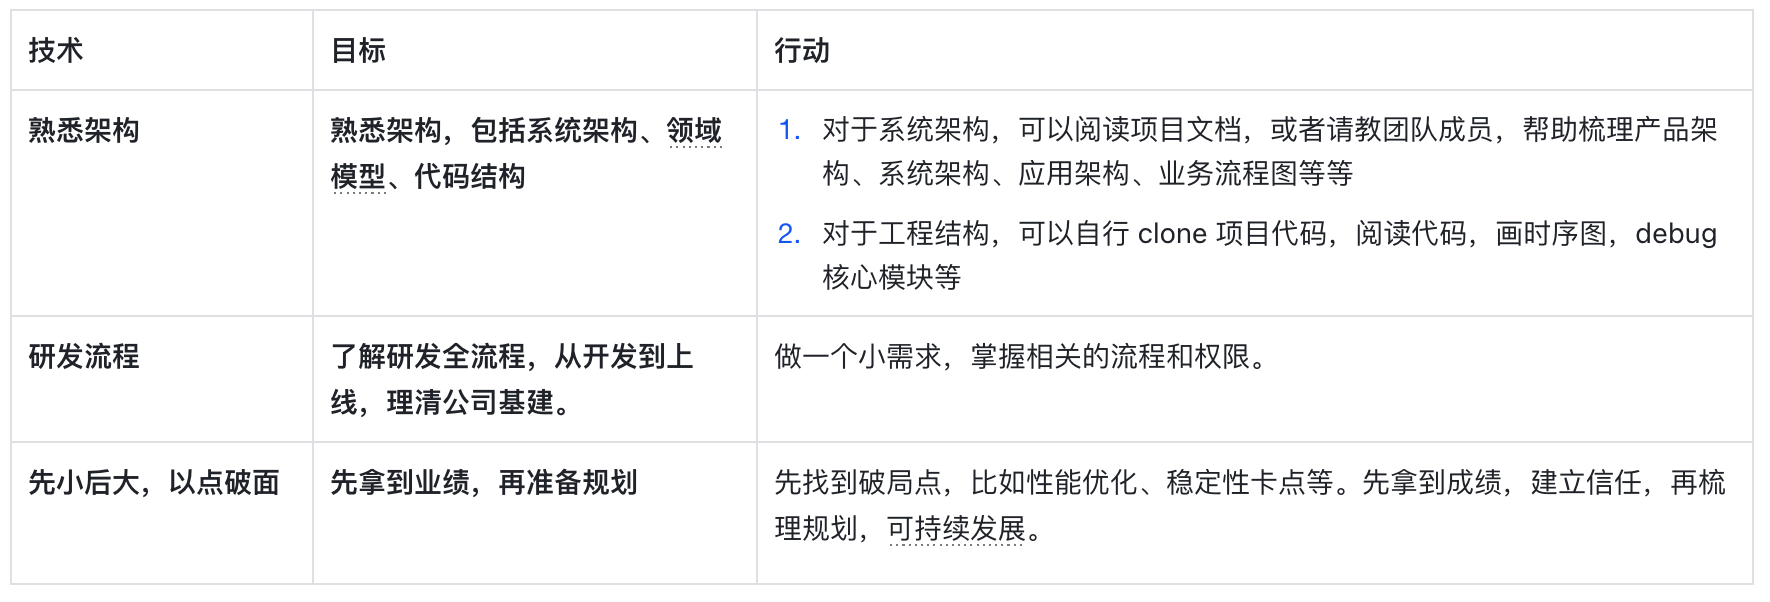 技术
目标
行动
熟悉架构
熟悉架构，包括系统架构、领域
模型、代码结构
1. 对于系统架构，可以阅读项目文档，或者请教团队成员，帮助梳理产品架
构、系统架构、应用架构、业务流程图等等
2. 对于工程结构，可以自行 clone 项目代码，阅读代码，画时序图，debug
核心模块等
研发流程
了解研发全流程，从开发到上
线，理清公司基建。
做一个小需求，掌握相关的流程和权限。
先小后大，以点破面
先拿到业绩，再准备规划
先找到破局点，比如性能优化、稳定性卡点等。先拿到成绩，建立信任，再梳
理规划，可持续发展。